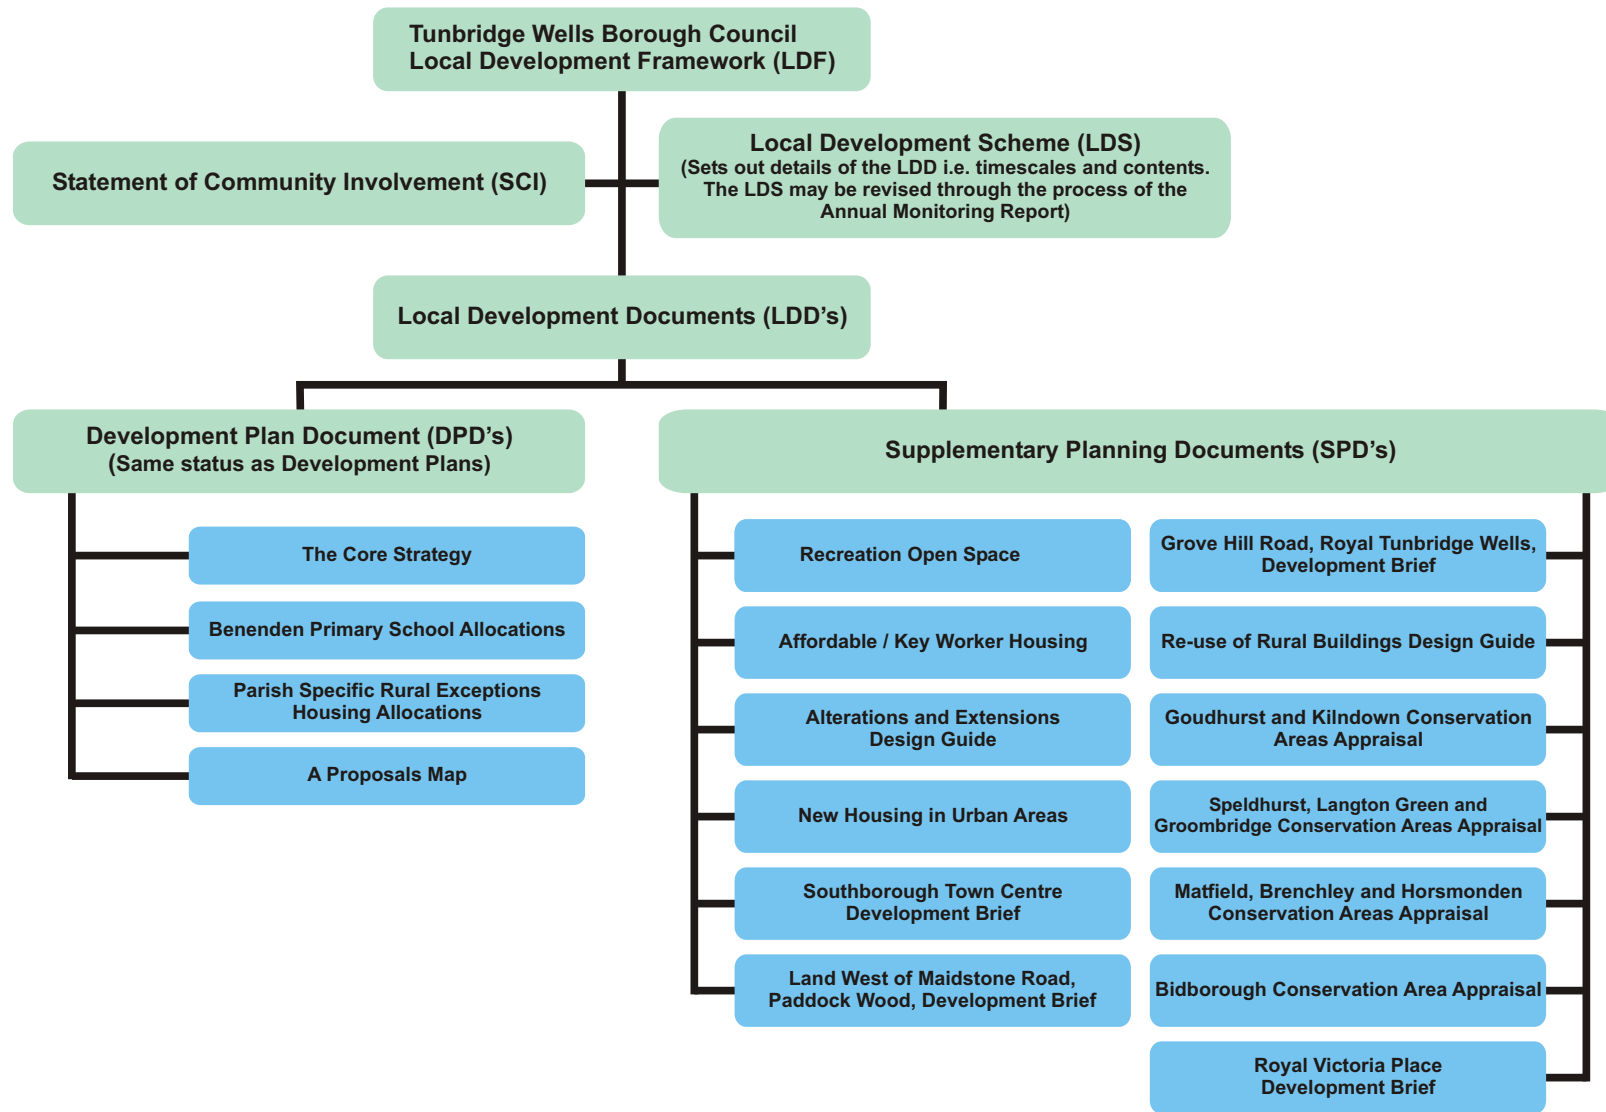 Tunbridge Wells Borough Council
Local Development Framework (LDF)
Statement of Community Involvement (SCI)
Local Development Scheme (LDS)
(Sets out details of the LDD i.e. timescales and contents.
The LDS may be revised through the process of the
Annual Monitoring Report)
Local Development Documents (LDD's)
Development Plan Document (DPD's)
(Same status as Development Plans)
The Core Strategy
Benenden Primary School Allocations
Parish Specific Rural Exceptions
Housing Allocations
A Proposals Map
Supplementary Planning Documents (SPD's)
Recreation Open Space
Affordable / Key Worker Housing
Alterations and Extensions
Design Guide
New Housing in Urban Areas
Southborough Town Centre
Development Brief
Land West of Maidstone Road,
Paddock Wood, Development Brief
Grove Hill Road, Royal Tunbridge Wells,
Development Brief
Re-use of Rural Buildings Design Guide
Goudhurst and Kilndown Conservation
Areas Appraisal
Speldhurst, Langton Green and
Groombridge Conservation Areas Appraisal
Matfield, Brenchley and Horsmonden
Conservation Areas Appraisal
Bidborough Conservation Area Appraisal
Royal Victoria Place
Development Brief